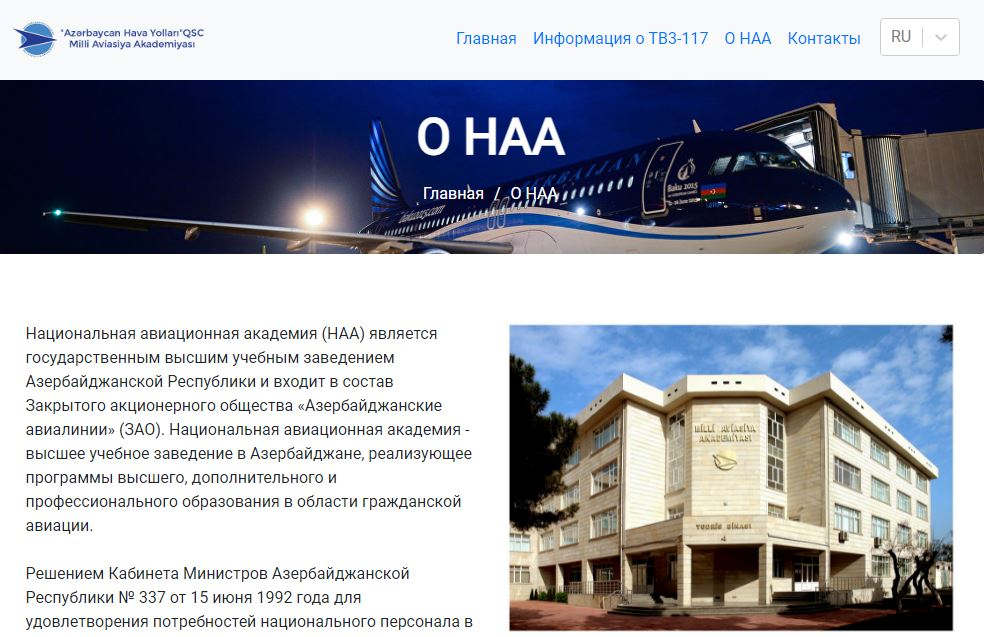 "Azərbaycan Hava Yolları"QSC
Milli Aviasiya Akademiyası
Главная Информация о ТВ3-117 О НАА Контакты RU
О НАА
Главная / О НАА
AZERBAIJAN
Baku 2015
Национальная авиационная академия (НАА) является
государственным высшим учебным заведением
Азербайджанской Республики и входит в состав
Закрытого акционерного общества «Азербайджанские
авиалинии» (ЗАО). Национальная авиационная академия -
высшее учебное заведение в Азербайджане, реализующее
программы высшего, дополнительного и
профессионального образования в области гражданской
авиации.
Решением Кабинета Министров Азербайджанской
Республики № 337 от 15 июня 1992 года для
удовлетворения потребностей национального персонала в
MİLLİ AVİASİYA
AKADEMİYASI
TƏDRİS BİNASI
4